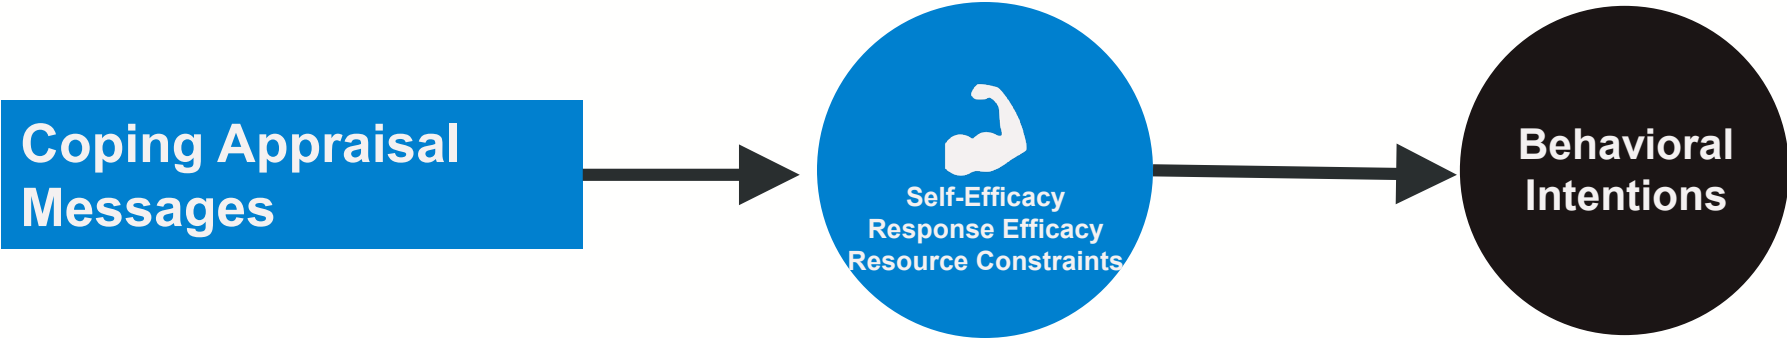 Coping Appraisal
Messages
Self-Efficacy
Response Efficacy
Resource Constraints
Behavioral
Intentions